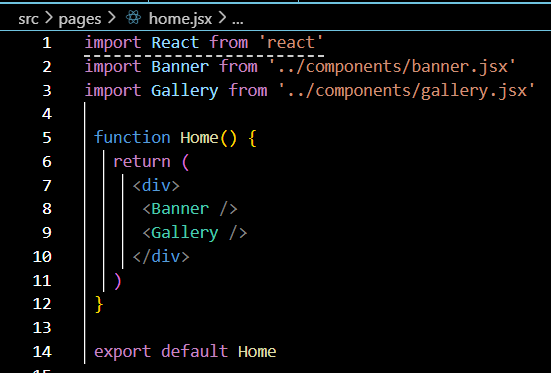 src > pages > home.jsx > ...
1 import React from 'react'
2 import Banner from '../components/banner.jsx'
3 import Gallery from '../components/gallery.jsx'
4
5 function Home() {
6 return (
7 <div>
8 <Banner />
9 <Gallery />
10 </div>
11 )
12 }
13
14 export default Home